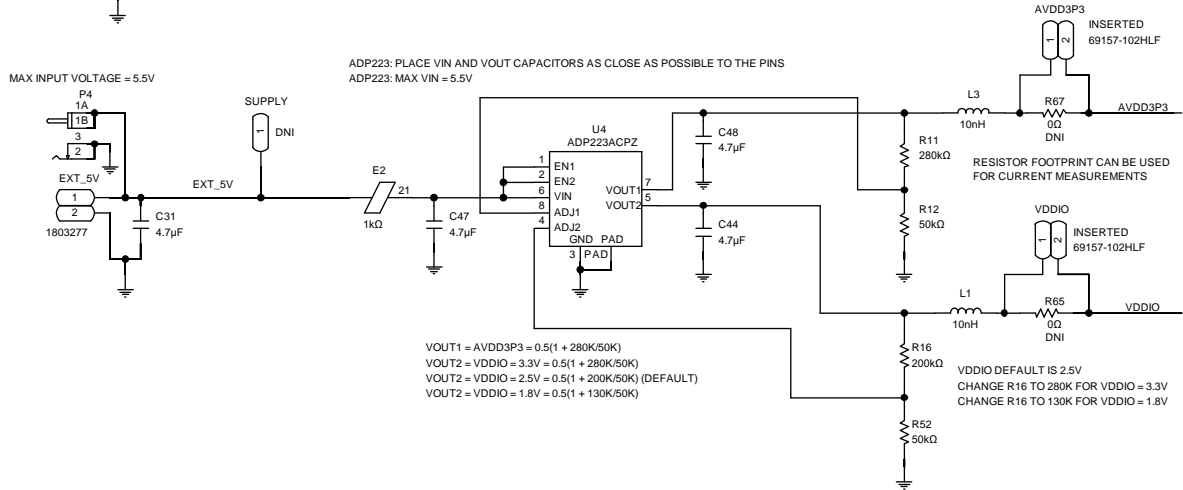 AVDD3P3
1
2
INSERTED
69157-102HLF
ADP223: PLACE VIN AND VOUT CAPACITORS AS CLOSE AS POSSIBLE TO THE PINS
ADP223: MAX VIN = 5.5V
MAX INPUT VOLTAGE = 5.5V
P4
1A
1B
3
2
SUPPLY
1
DNI
EXT_5V
1
2
1803277
EXT_5V
C31
4.7µF
E2
21
1kΩ
C47
4.7µF
U4
ADP223ACPZ
1
EN1
2
EN2
6
VIN
8
ADJ1
4
ADJ2
VOUT1
7
VOUT2
5
GND PAD
3
PAD
C48
4.7µF
C44
4.7µF
R11
280kΩ
R12
50kΩ
L3
10nH
R67
0Ω
DNI
AVDD3P3
RESISTOR FOOTPRINT CAN BE USED
FOR CURRENT MEASUREMENTS
VDDIO
1
2
INSERTED
69157-102HLF
L1
10nH
R65
0Ω
DNI
VDDIO
R16
200kΩ
R52
50kΩ
VOUT1 = AVDD3P3 = 0.5(1 + 280K/50K)
VOUT2 = VDDIO = 3.3V = 0.5(1 + 280K/50K)
VOUT2 = VDDIO = 2.5V = 0.5(1 + 200K/50K) (DEFAULT)
VOUT2 = VDDIO = 1.8V = 0.5(1 + 130K/50K)
VDDIO DEFAULT IS 2.5V
CHANGE R16 TO 280K FOR VDDIO = 3.3V
CHANGE R16 TO 130K FOR VDDIO = 1.8V